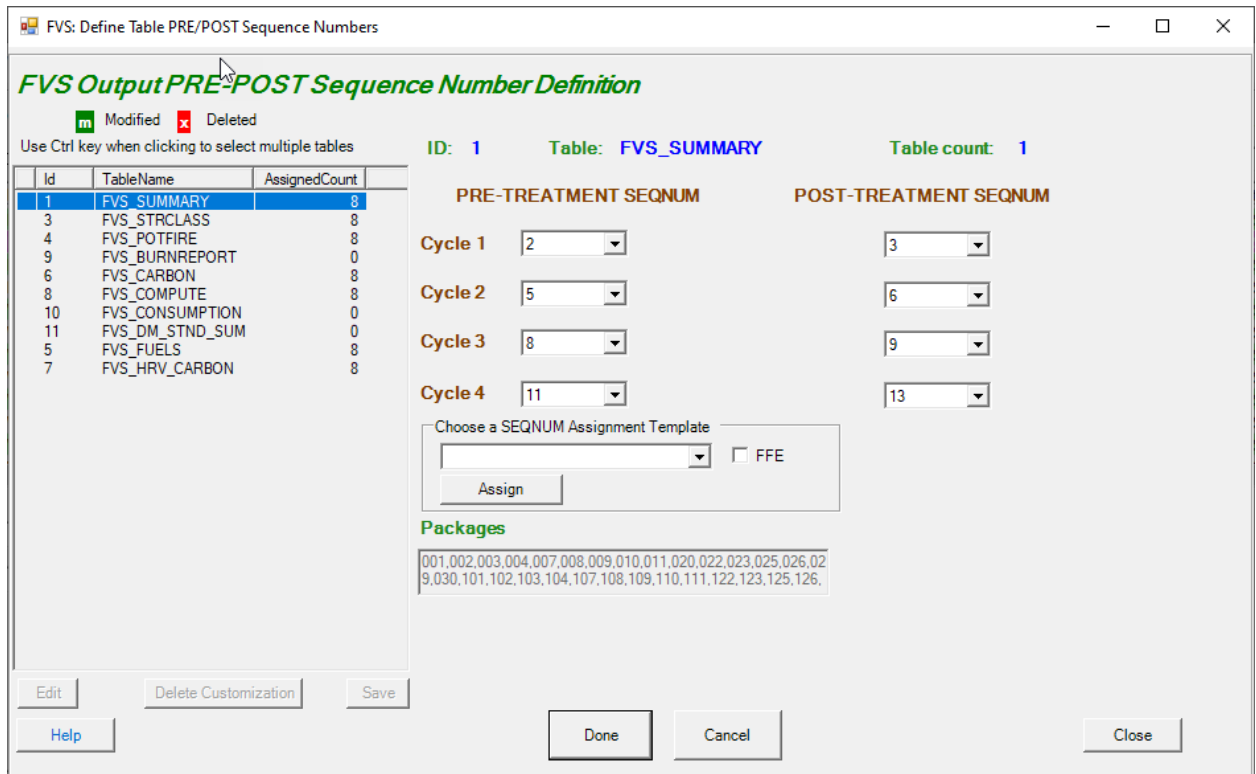 FVS: Define Table PRE/POST Sequence Numbers
FVS Output PRE-POST Sequence Number Definition
m Modified x Deleted
Use Ctrl key when clicking to select multiple tables
ID: 1 Table: FVS_SUMMARY Table count: 1
Id TableName AssignedCount
1 FVS_SUMMARY 8
3 FVS_STRCLASS 8
4 FVS_POTFIRE 8
9 FVS_BURNREPORT 0
6 FVS_CARBON 8
8 FVS_COMPUTE 8
10 FVS_CONSUMPTION 0
11 FVS_DM_STND_SUM 0
5 FVS_FUELS 8
7 FVS_HRV_CARBON 8
PRE-TREATMENT SEQNUM POST-TREATMENT SEQNUM
Cycle 1 2 3
Cycle 2 5 6
Cycle 3 8 9
Cycle 4 11 13
Choose a SEQNUM Assignment Template
FFE
Assign
Packages
001,002,003,004,007,008,009,010,011,020,022,023,025,026,02
9,030,101,102,103,104,107,108,109,110,111,122,123,125,126,
Edit Delete Customization Save
Help Done Cancel Close